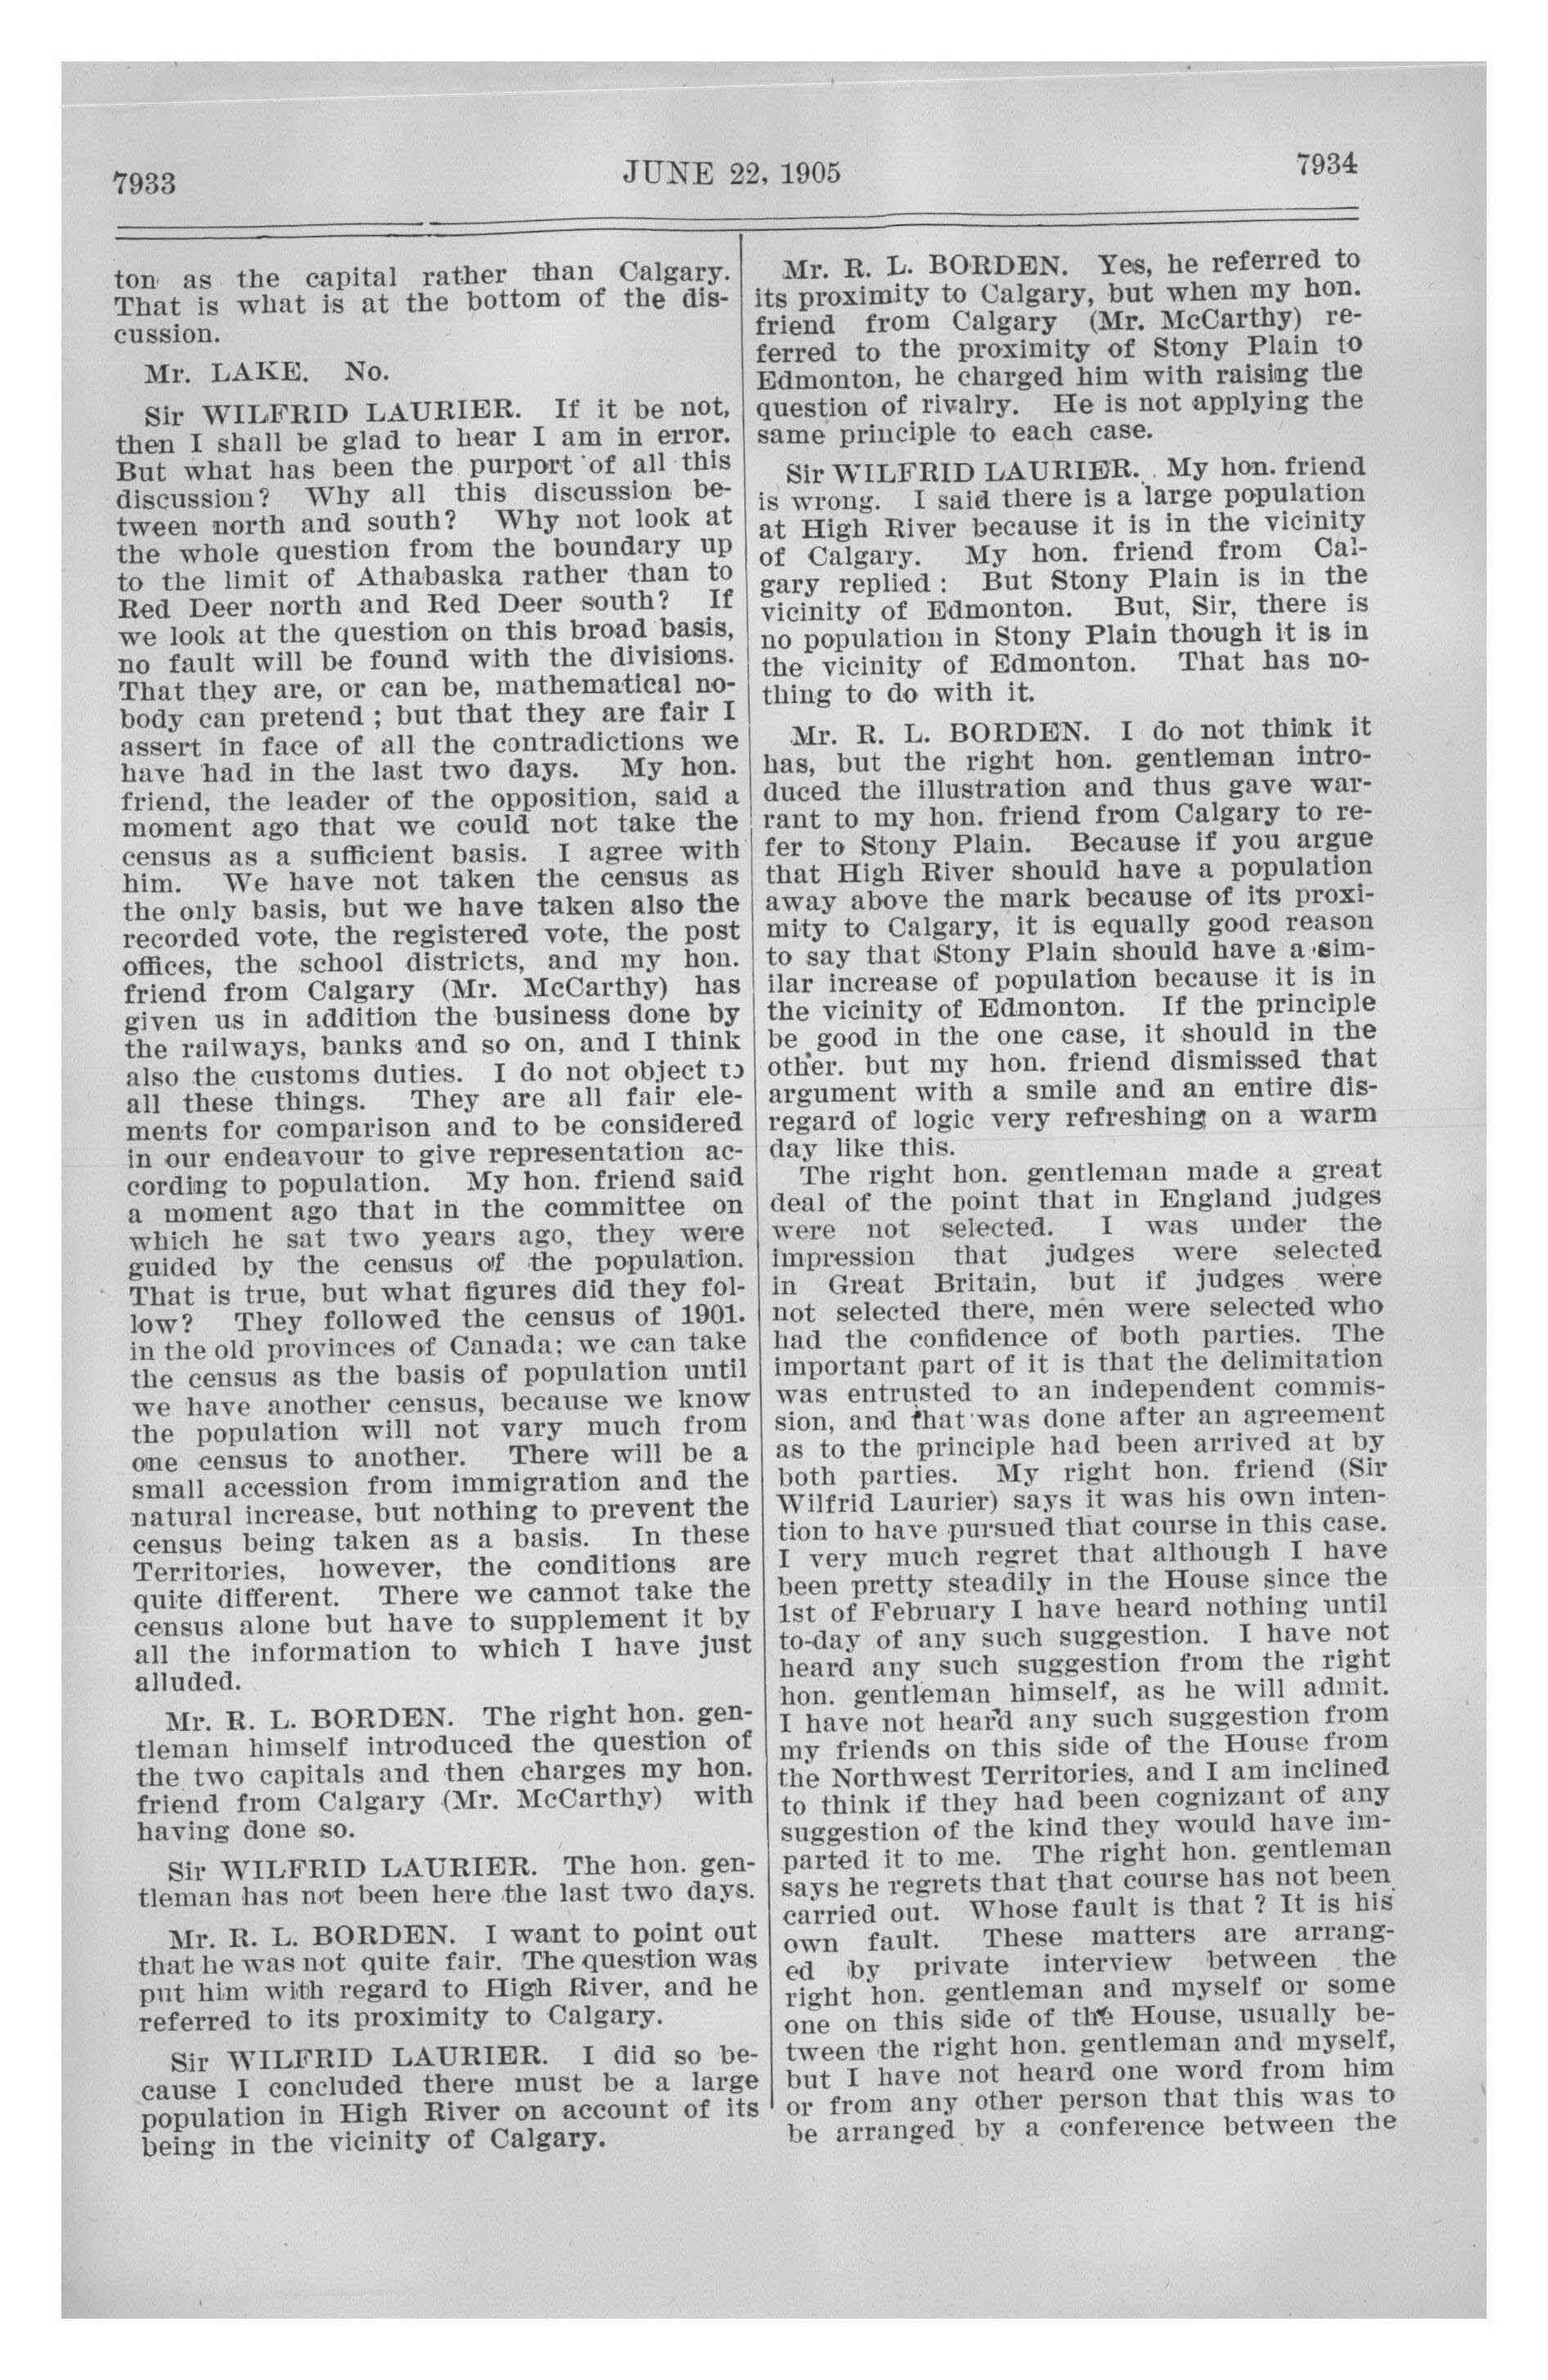 7933
JUNE 22, 1905
7934
ton as the capital rather than Calgary.
That is what is at the bottom of the dis-
cussion.
Mr. LAKE. No.
Sir WILFRID LAURIER. If it be not,
then I shall be glad to hear I am in error.
But what has been the purport of all this
discussion? Why all this discussion be-
tween north and south? Why not look at
the whole question from the boundary up
to the limit of Athabaska rather than to
Red Deer north and Red Deer south? If
we look at the question on this broad basis,
no fault will be found with the divisions.
That they are, or can be, mathematical no-
body can pretend ; but that they are fair I
assert in face of all the contradictions we
have had in the last two days. My hon.
friend, the leader of the opposition, said a
moment ago that we could not take the
census as a sufficient basis. I agree with
him. We have not taken the census as
the only basis, but we have taken also the
recorded vote, the registered vote, the post
offices, the school districts, and my hon.
friend from Calgary (Mr. McCarthy) has
given us in addition the business done by
the railways, banks and so on, and I think
also the customs duties. I do not object to
all these things. They are all fair ele-
ments for comparison and to be considered
in our endeavour to give representation ac-
cording to population. My hon. friend said
a moment ago that in the committee on
which he sat two years ago, they were
guided by the census of the population.
That is true, but what figures did they fol-
low? They followed the census of 1901.
in the old provinces of Canada; we can take
the census as the basis of population until
we have another census, because we know
the population will not vary much from
one census to another. There will be a
small accession from immigration and the
natural increase, but nothing to prevent the
census being taken as a basis. In these
Territories, however, the conditions are
quite different. There we cannot take the
census alone but have to supplement it by
all the information to which I have just
alluded.
Mr. R. L. BORDEN. The right hon. gen-
tleman himself introduced the question of
the two capitals and then charges my hon.
friend from Calgary (Mr. McCarthy) with
having done so.
Sir WILFRID LAURIER. The hon. gen-
tleman has not been here the last two days.
Mr. R. L. BORDEN. I want to point out
that he was not quite fair. The question was
put him with regard to High River, and he
referred to its proximity to Calgary.
Sir WILFRID LAURIER. I did so be-
cause I concluded there must be a large
population in High River on account of its
being in the vicinity of Calgary.
Mr. R. L. BORDEN. Yes, he referred to
its proximity to Calgary, but when my hon.
friend from Calgary (Mr. McCarthy) re-
ferred to the proximity of Stony Plain to
Edmonton, he charged him with raising the
question of rivalry. He is not applying the
same principle to each case.
Sir WILFRID LAURIER. My hon. friend
is wrong. I said there is a large population
at High River because it is in the vicinity
of Calgary. My hon. friend from Cal-
gary replied : But Stony Plain is in the
vicinity of Edmonton. But, Sir, there is
no population in Stony Plain though it is in
the vicinity of Edmonton. That has no-
thing to do with it.
Mr. R. L. BORDEN. I do not think it
has, but the right hon. gentleman intro-
duced the illustration and thus gave war-
rant to my hon. friend from Calgary to re-
fer to Stony Plain. Because if you argue
that High River should have a population
away above the mark because of its proxi-
mity to Calgary, it is equally good reason
to say that Stony Plain should have a sim-
ilar increase of population because it is in
the vicinity of Edmonton. If the principle
be good in the one case, it should in the
other. but my hon. friend dismissed that
argument with a smile and an entire dis-
regard of logic very refreshing on a warm
day like this.
The right hon. gentleman made a great
deal of the point that in England judges
were not selected. I was under the
impression that judges were selected
in Great Britain, but if judges were
not selected there, men were selected who
had the confidence of both parties. The
important part of it is that the delimitation
was entrusted to an independent commis-
sion, and that was done after an agreement
as to the principle had been arrived at by
both parties. My right hon. friend (Sir
Wilfrid Laurier) says it was his own inten-
tion to have pursued that course in this case.
I very much regret that although I have
been pretty steadily in the House since the
1st of February I have heard nothing until
to-day of any such suggestion. I have not
heard any such suggestion from the right
hon. gentleman himself, as he will admit.
I have not heard any such suggestion from
my friends on this side of the House from
the Northwest Territories, and I am inclined
to think if they had been cognizant of any
suggestion of the kind they would have im-
parted it to me. The right hon. gentleman
says he regrets that that course has not been
carried out. Whose fault is that ? It is his
own fault. These matters are arrang-
ed by private interview between the
right hon. gentleman and myself or some
one on this side of the House, usually be-
tween the right hon. gentleman and myself,
but I have not heard one word from him
or from any other person that this was to
be arranged by a conference between the